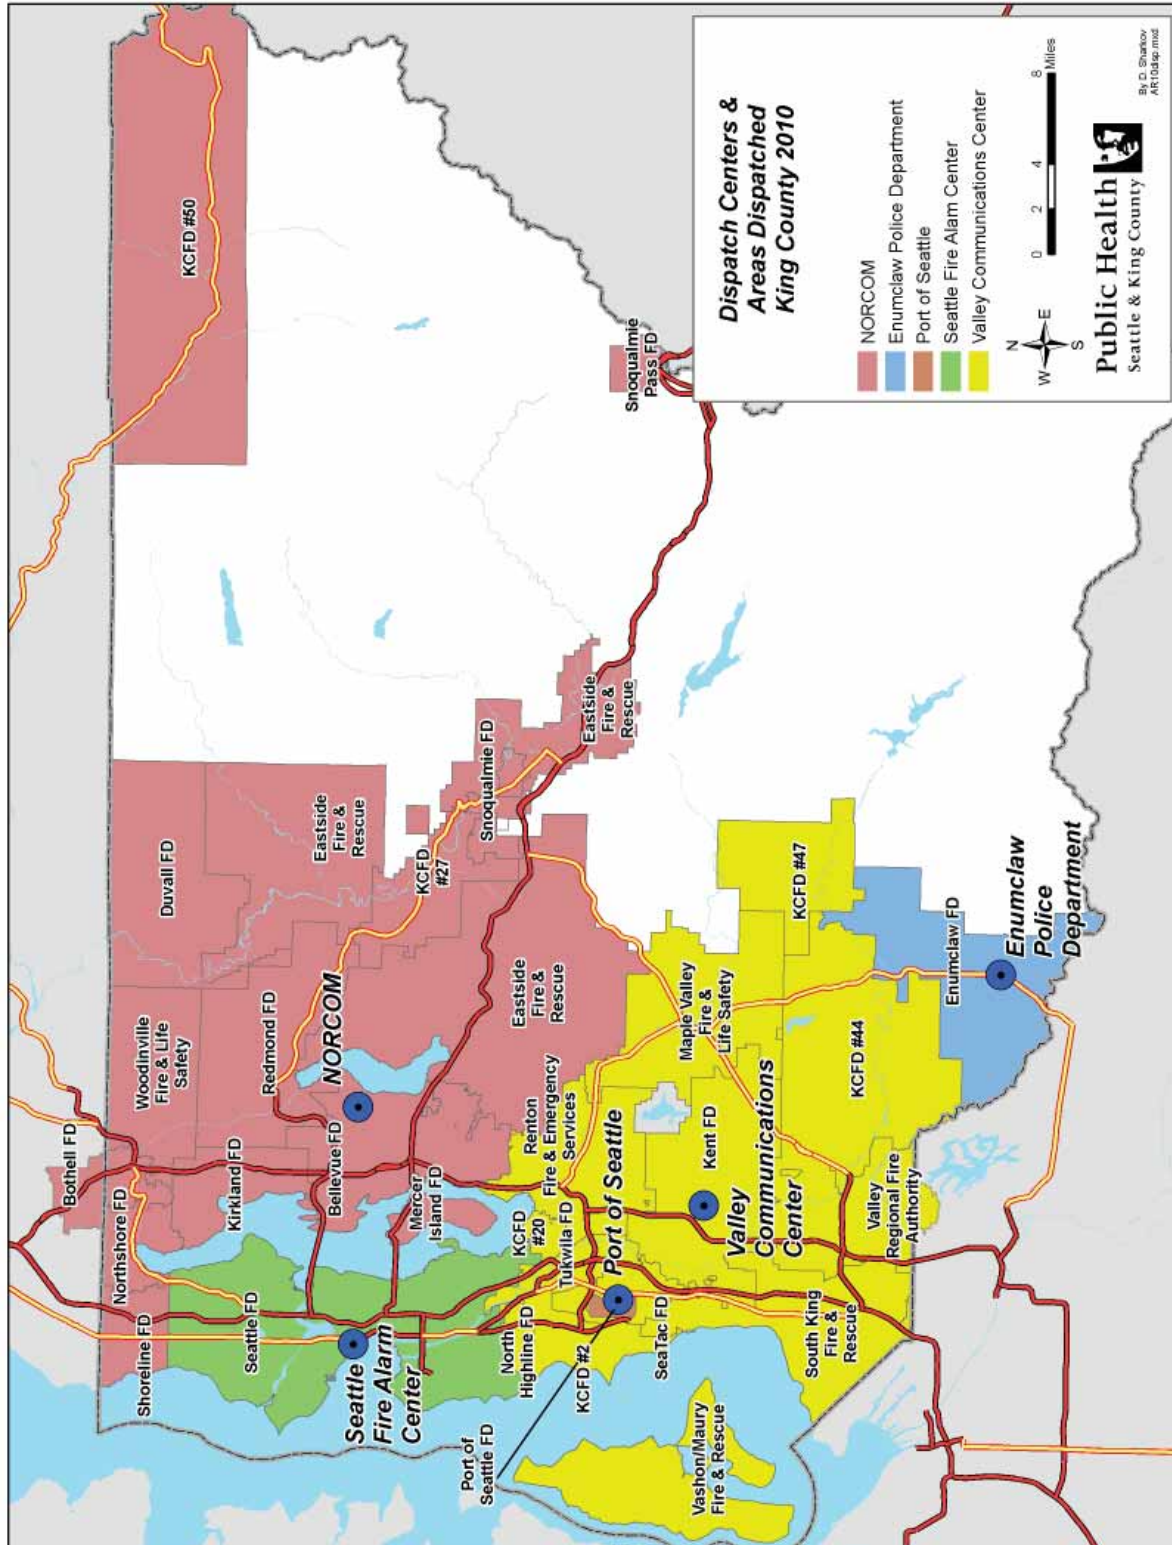 Dispatch Centers &
Areas Dispatched
King County 2010
NORCOM
Enumclaw Police Department
Port of Seattle
Seattle Fire Alam Center
Valley Communications Center
N
W
E
S
0
2
4
8
Miles
Public Health
Seattle & King County
By D. Sharkov
AR10disp.mxd
KCFD #50
Snoqualmie
Pass FD
Bothell FD
Northshore FD
Shoreline FD
Woodinville
Fire & Life
Safety
Duvall FD
Kirkland FD
Redmond FD
Eastside
Fire &
Rescue
NORCOM
Seattle FD
Bellevue FD
Seattle
Fire Alarm
Center
Mercer
Island FD
KCFD
#27
Snoqualmie FD
Eastside
Fire &
Rescue
Eastside
Fire &
Rescue
Port of
Seattle FD
North
Highline FD
KCFD
#20
Renton
Fire & Emergency
Services
Tukwila FD
KCFD #2
Port of Seattle
SeaTac FD
Kent FD
Maple Valley
Fire &
Life Safety
Vashon/Maury
Fire & Rescue
Valley
Communications
Center
KCFD #47
South King
Fire &
Rescue
KCFD #44
Valley
Regional Fire
Authority
Enumclaw FD
Enumclaw
Police
Department